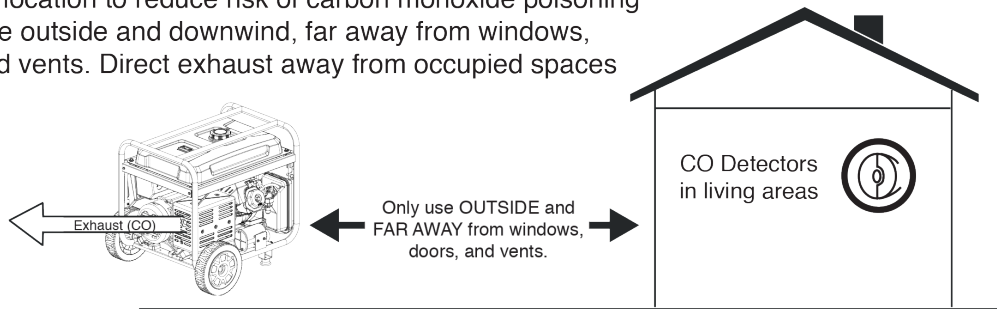 location to reduce risk of carbon monoxide poisoning
outside and downwind, far away from windows,
vents. Direct exhaust away from occupied spaces
CO Detectors
in living areas
Exhaust (CO)
Only use OUTSIDE and
FAR AWAY from windows,
doors, and vents.